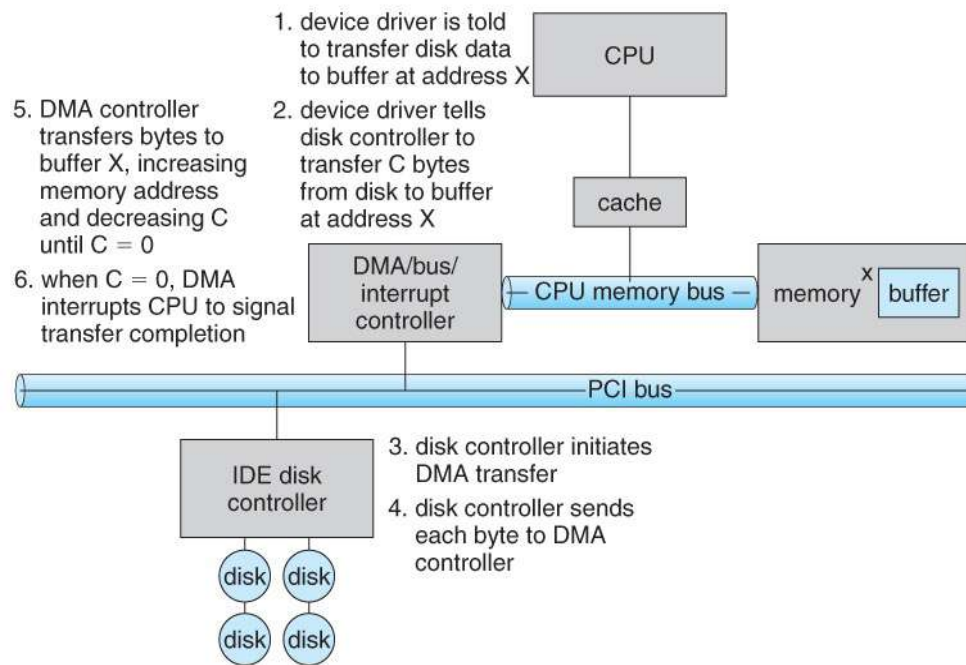 1. device driver is told
to transfer disk data
to buffer at address X
CPU
5. DMA controller
transfers bytes to
buffer X, increasing
memory address
and decreasing C
until C = 0
2. device driver tells
disk controller to
transfer C bytes
from disk to buffer
at address X
cache
6. when C = 0, DMA
interrupts CPU to signal
transfer completion
DMA/bus/
interrupt
controller
CPU memory bus
memory
x
buffer
PCI bus
IDE disk
controller
3. disk controller initiates
DMA transfer
4. disk controller sends
each byte to DMA
controller
disk
disk
disk
disk